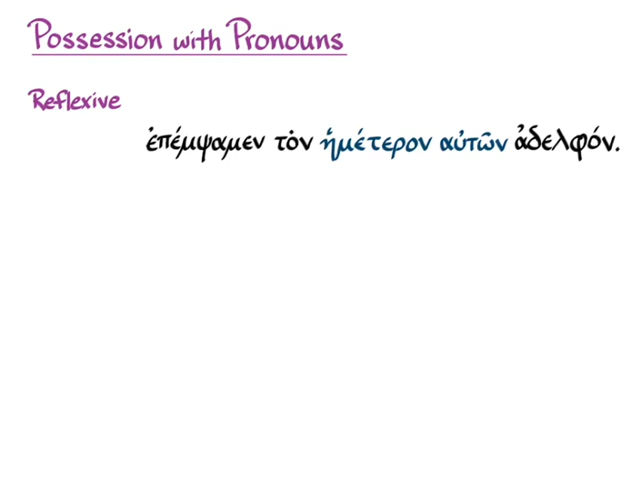 Possession with Pronouns
Reflexive
ἐπέμψαμεν τὸν ἡμέτερον αὐτῶν ἀδελφόν.